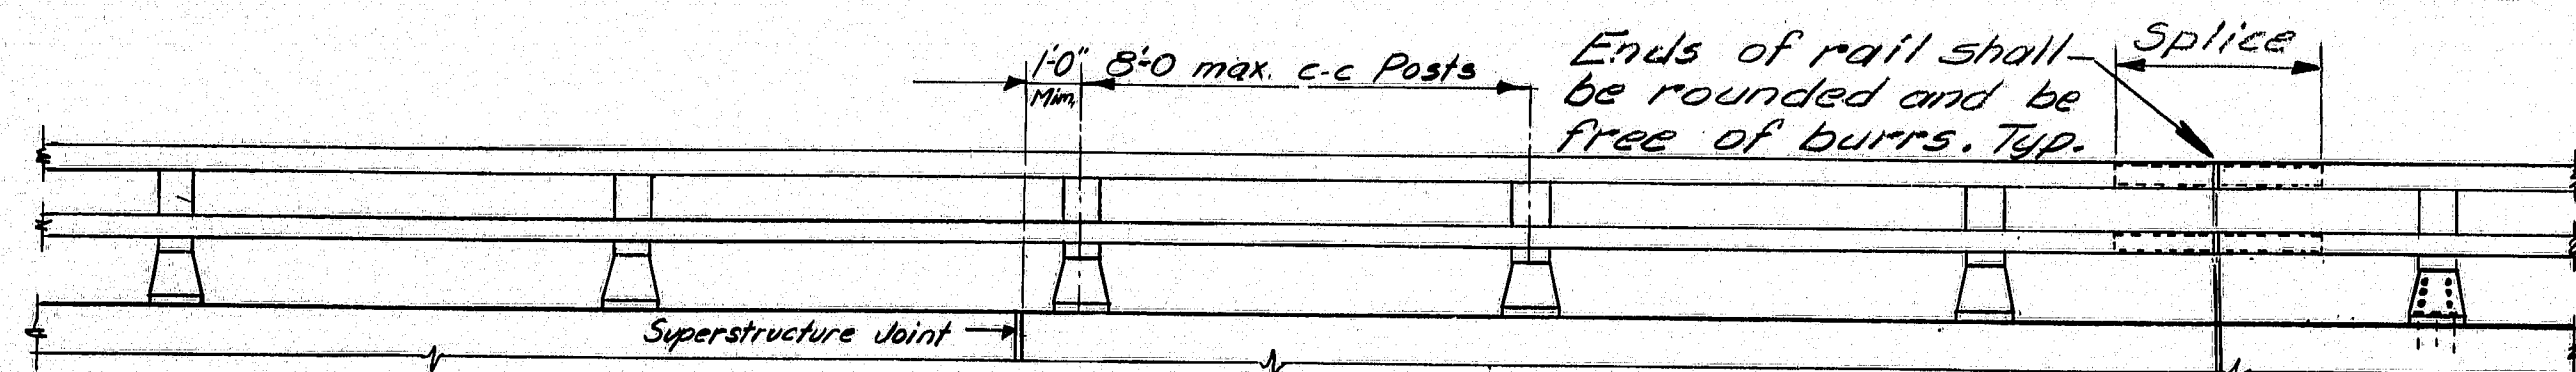 1'-0" 8'-0 max. c-c Posts
Mim.
Ends of rail shall
be rounded and be
free of burrs. Typ.
Splice
Superstructure Joint